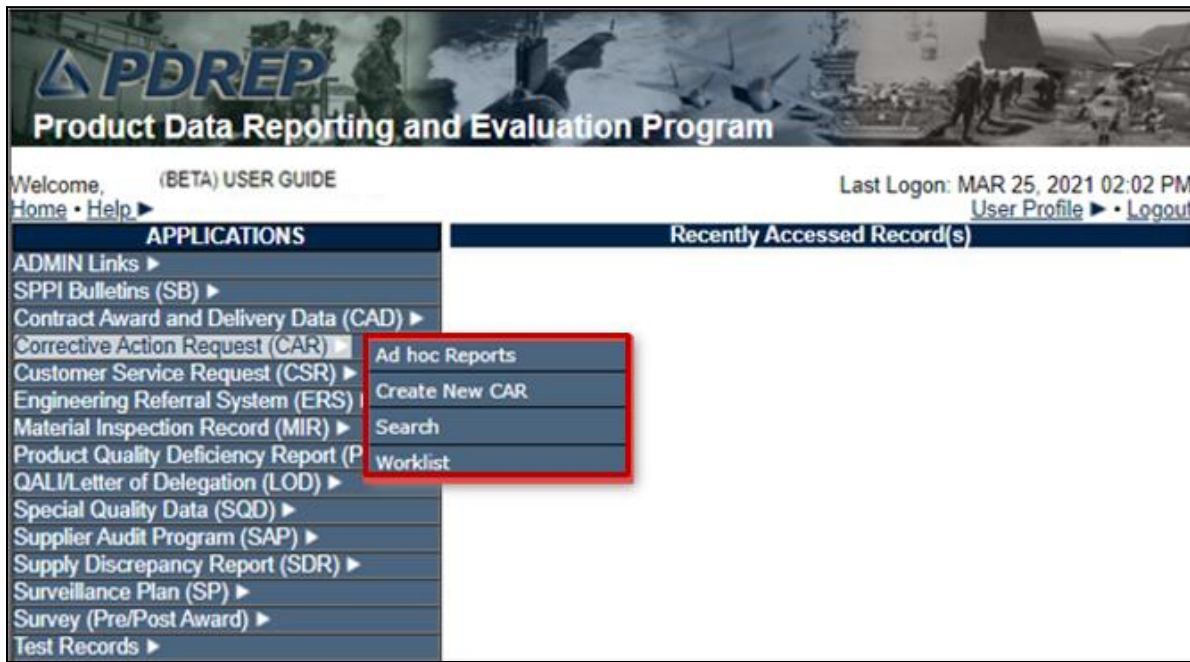 PDREP
Product Data Reporting and Evaluation Program
Welcome, (BETA) USER GUIDE
Last Logon: MAR 25, 2021 02:02 PM
Home • Help ►
User Profile ► • Logout
APPLICATIONS
Recently Accessed Record(s)
ADMIN Links ►
SPPI Bulletins (SB) ►
Contract Award and Delivery Data (CAD) ►
Corrective Action Request (CAR) ►
Ad hoc Reports
Create New CAR
Search
Worklist
Customer Service Request (CSR) ►
Engineering Referral System (ERS)
Material Inspection Record (MIR) ►
Product Quality Deficiency Report (P
QALI/Letter of Delegation (LOD) ►
Special Quality Data (SQD) ►
Supplier Audit Program (SAP) ►
Supply Discrepancy Report (SDR) ►
Surveillance Plan (SP) ►
Survey (Pre/Post Award) ►
Test Records ►